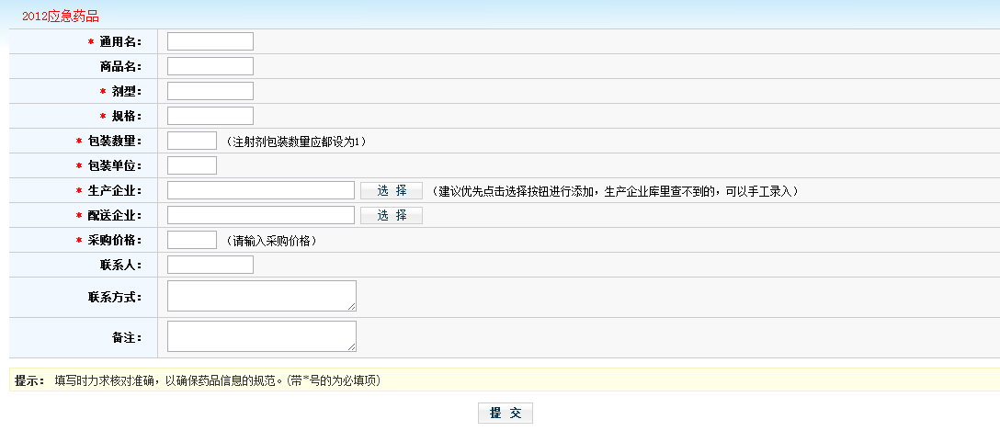 2012应急药品
* 通用名：
商品名：
* 剂型：
* 规格：
* 包装数量： （注射剂包装数量应都设为1）
* 包装单位：
* 生产企业： 选 择 （建议优先点击选择按钮进行添加，生产企业库里查不到的，可以手工录入）
* 配送企业： 选 择
* 采购价格： （请输入采购价格）
联系人：
联系方式：
备注：
提示： 填写时力求核对准确，以确保药品信息的规范。(带*号的为必填项)
提 交